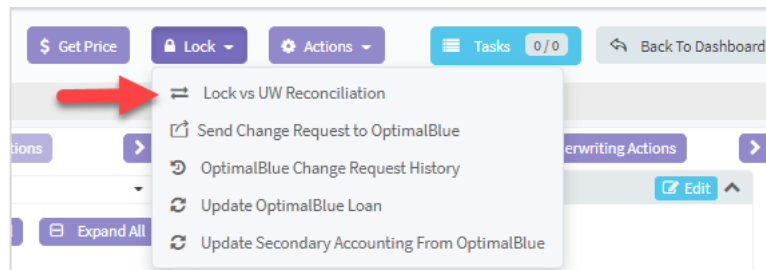 $ Get Price
Lock
Actions
Tasks 0/0
Back To Dashboard
Lock vs UW Reconciliation
Send Change Request to OptimalBlue
OptimalBlue Change Request History
Update OptimalBlue Loan
Update Secondary Accounting From OptimalBlue
tions
erwriting Actions
Edit
Expand All